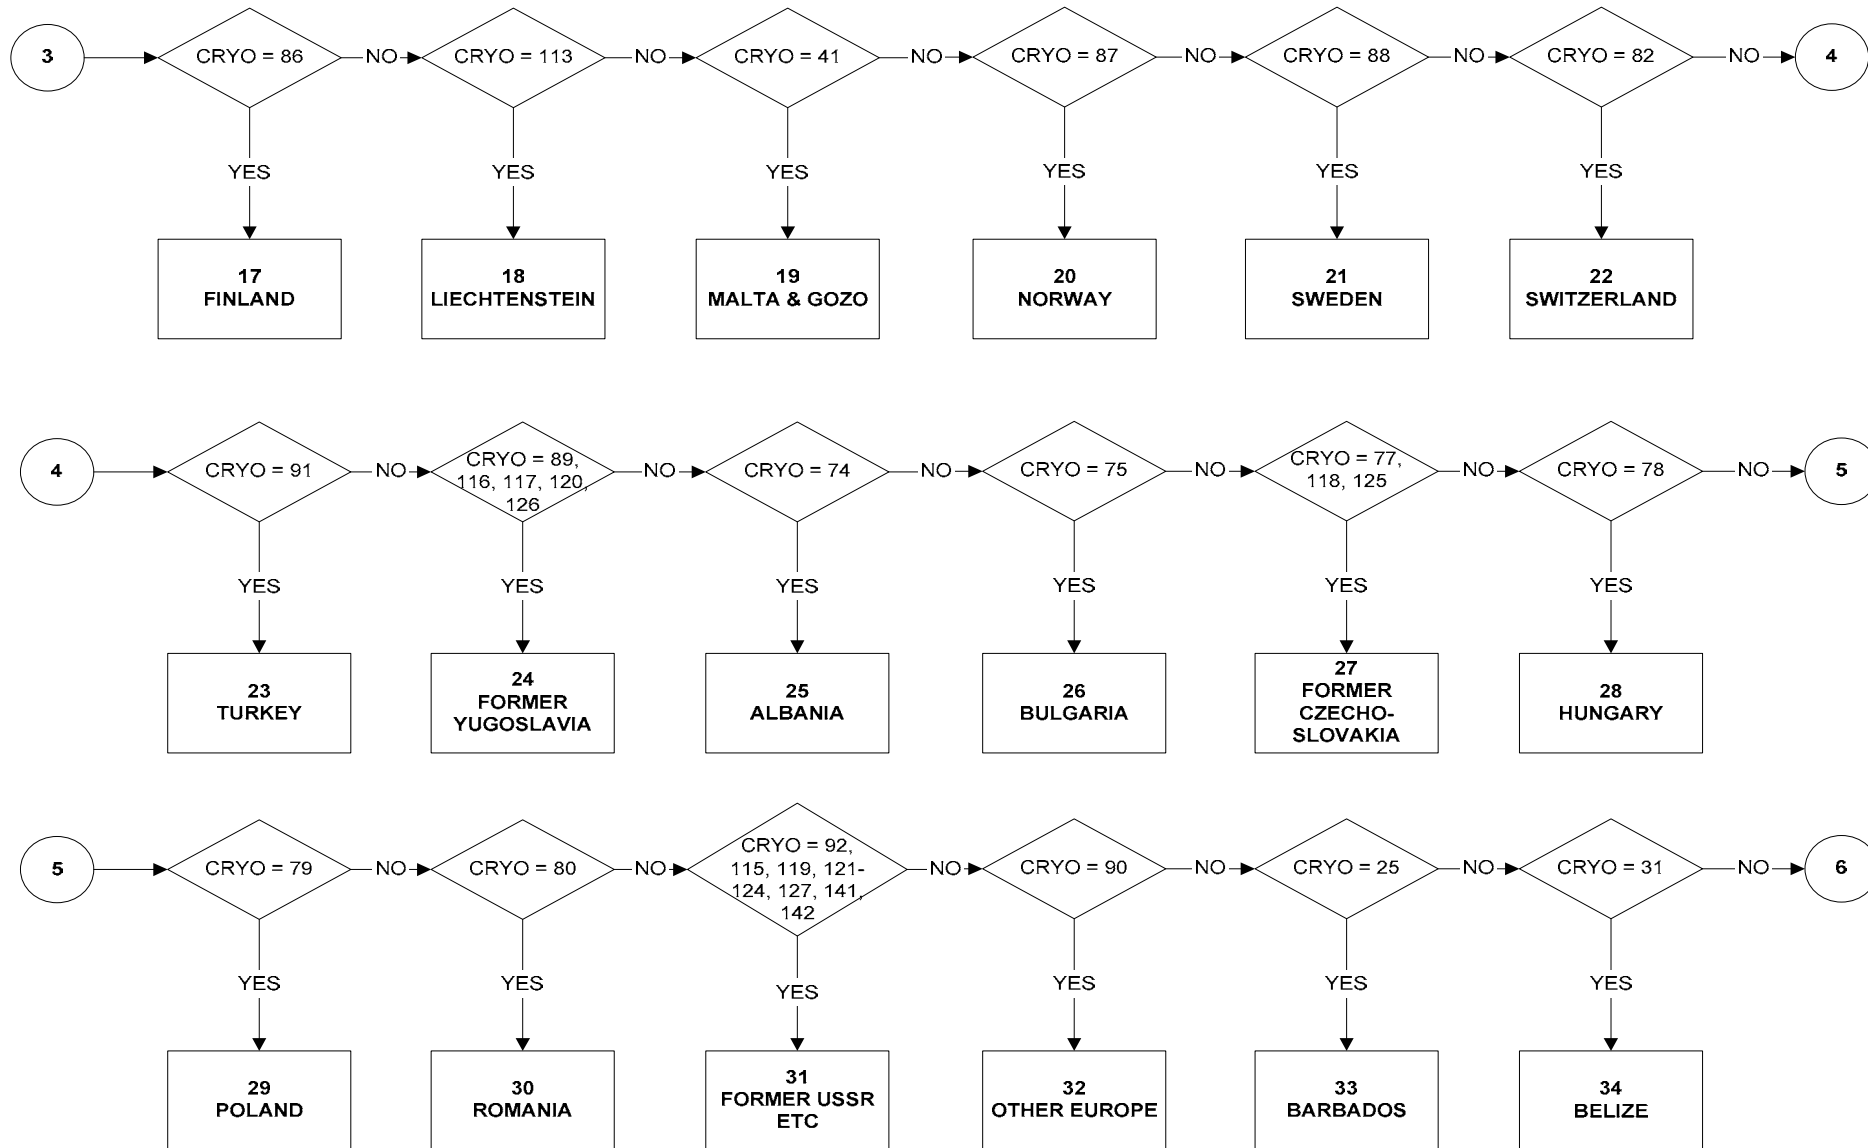 3
CRYO = 86
NO
CRYO = 113
NO
CRYO = 41
NO
CRYO = 87
NO
CRYO = 88
NO
CRYO = 82
NO
4
YES
YES
YES
YES
YES
YES
17
FINLAND
18
LIECHTENSTEIN
19
MALTA & GOZO
20
NORWAY
21
SWEDEN
22
SWITZERLAND
4
CRYO = 91
NO
CRYO = 89,
116, 117, 120,
126
NO
CRYO = 74
NO
CRYO = 75
NO
CRYO = 77,
118, 125
NO
CRYO = 78
NO
5
YES
YES
YES
YES
YES
YES
23
TURKEY
24
FORMER
YUGOSLAVIA
25
ALBANIA
26
BULGARIA
27
FORMER
CZECHO-
SLOVAKIA
28
HUNGARY
5
CRYO = 79
NO
CRYO = 80
NO
CRYO = 92,
115, 119, 121-
124, 127, 141,
142
NO
CRYO = 90
NO
CRYO = 25
NO
CRYO = 31
NO
6
YES
YES
YES
YES
YES
YES
29
POLAND
30
ROMANIA
31
FORMER USSR
ETC
32
OTHER EUROPE
33
BARBADOS
34
BELIZE